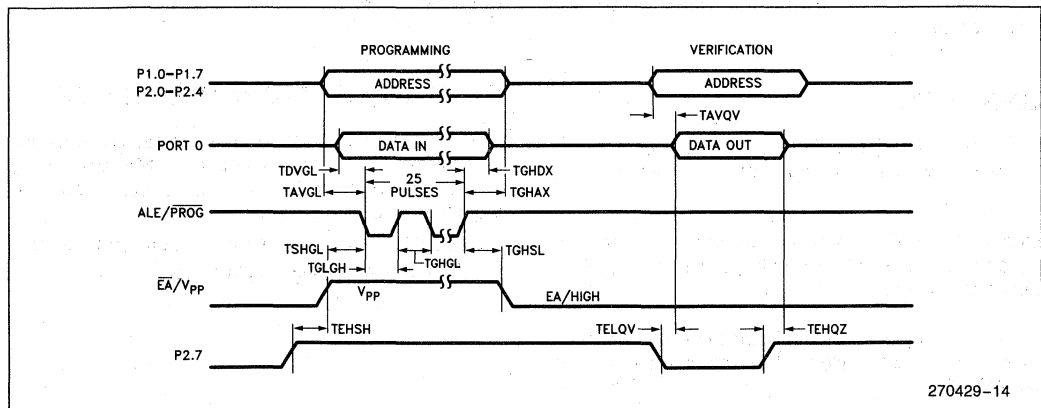 PROGRAMMING
VERIFICATION
P1.0–P1.7
P2.0–P2.4
ADDRESS
ADDRESS
TAVQV
PORT 0
DATA IN
DATA OUT
TDVGL
25
PULSES
TGHDX
TAVGL
TGHAX
ALE/PROG
TSHGL
TGHGL
TGHSL
TGLGH
EA/VPP
VPP
EA/HIGH
TEHSH
TELQV
TEHQZ
P2.7
270429–14